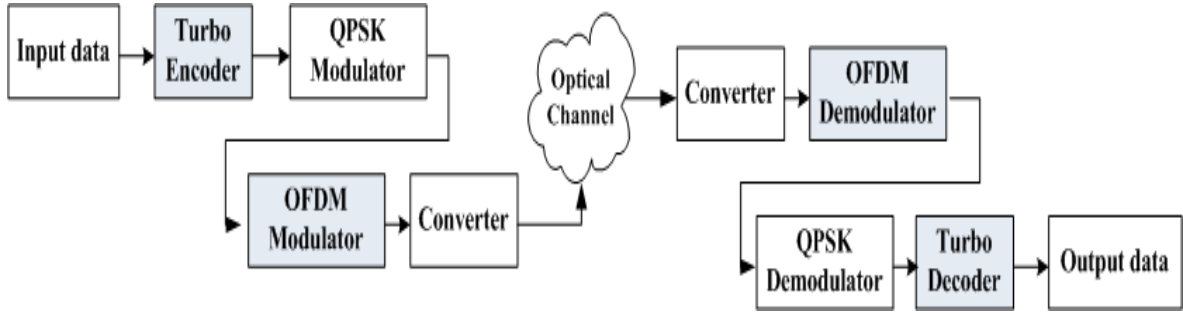 Input data
Turbo
Encoder
QPSK
Modulator
OFDM
Modulator
Converter
Optical
Channel
Converter
OFDM
Demodulator
QPSK
Demodulator
Turbo
Decoder
Output data